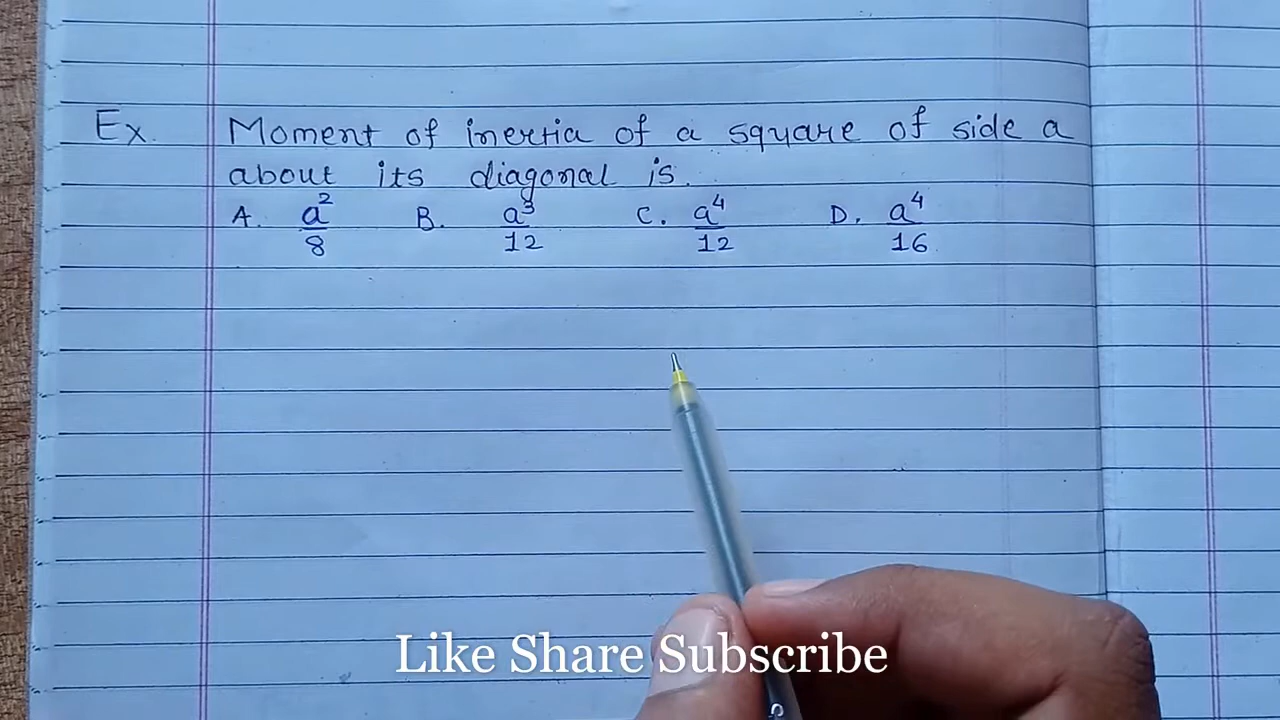 Ex. Moment of inertia of a square of side a
about its diagonal is.
A. a²/8 B. a³/12 C. a⁴/12 D. a⁴/16
Like Share Subscribe